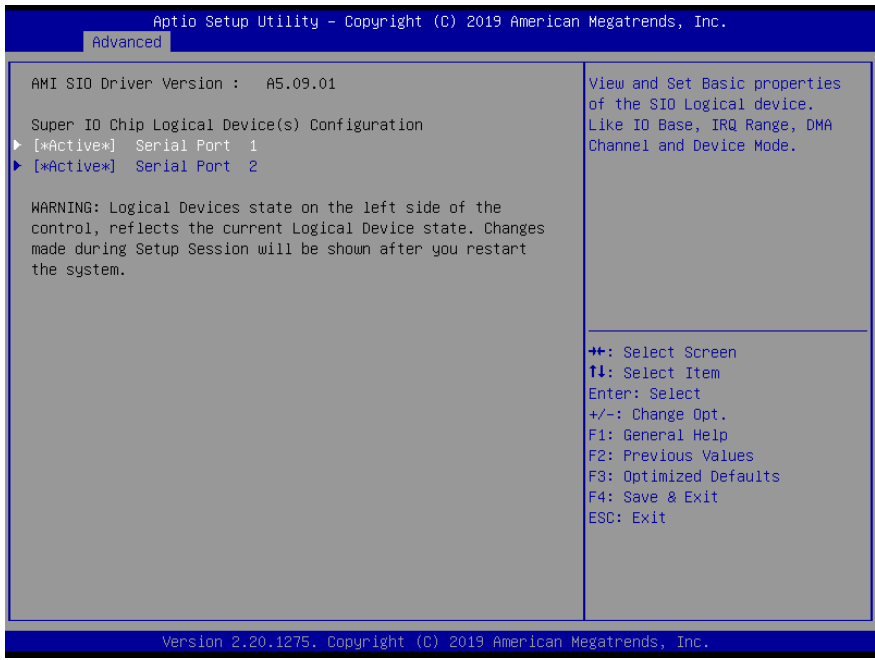 Aptio Setup Utility – Copyright (C) 2019 American Megatrends, Inc.
Advanced
AMI SIO Driver Version : A5.09.01
Super IO Chip Logical Device(s) Configuration
[*Active*] Serial Port 1
[*Active*] Serial Port 2
WARNING: Logical Devices state on the left side of the
control, reflects the current Logical Device state. Changes
made during Setup Session will be shown after you restart
the system.
View and Set Basic properties
of the SIO Logical device.
Like IO Base, IRQ Range, DMA
Channel and Device Mode.
→←: Select Screen
↑↓: Select Item
Enter: Select
+/-: Change Opt.
F1: General Help
F2: Previous Values
F3: Optimized Defaults
F4: Save & Exit
ESC: Exit
Version 2.20.1275. Copyright (C) 2019 American Megatrends, Inc.